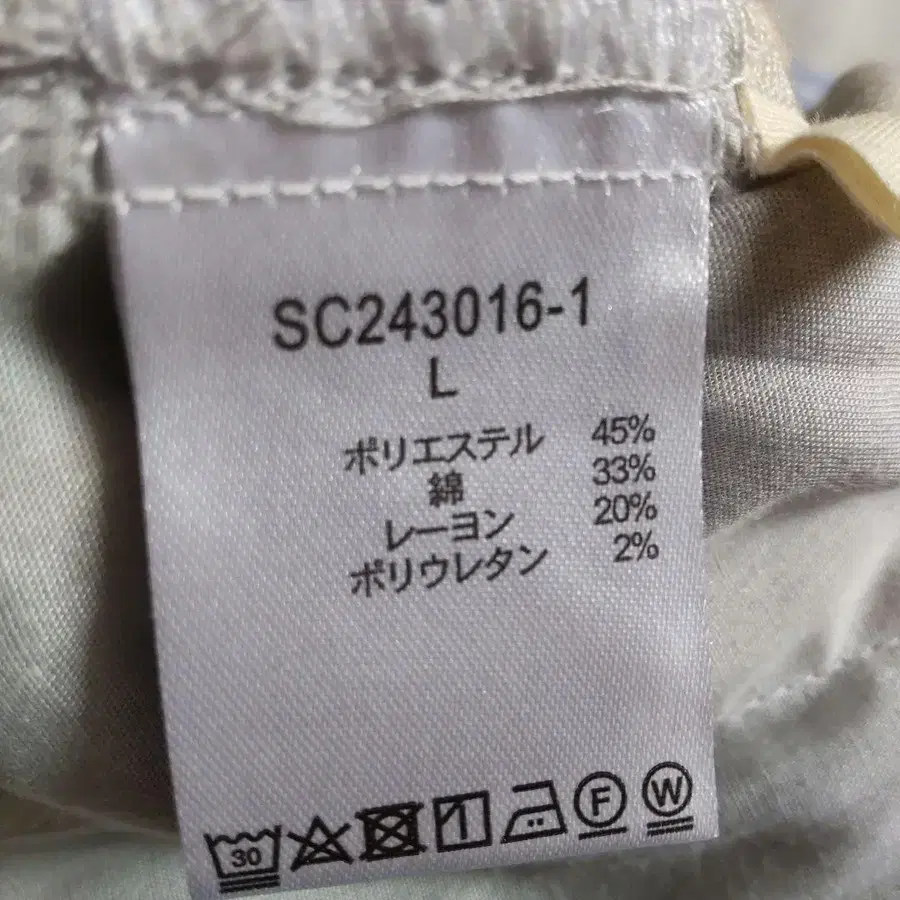 SC243016-1
L
ポリエステル 45%
綿 33%
レーヨン 20%
ポリウレタン 2%
30 F W